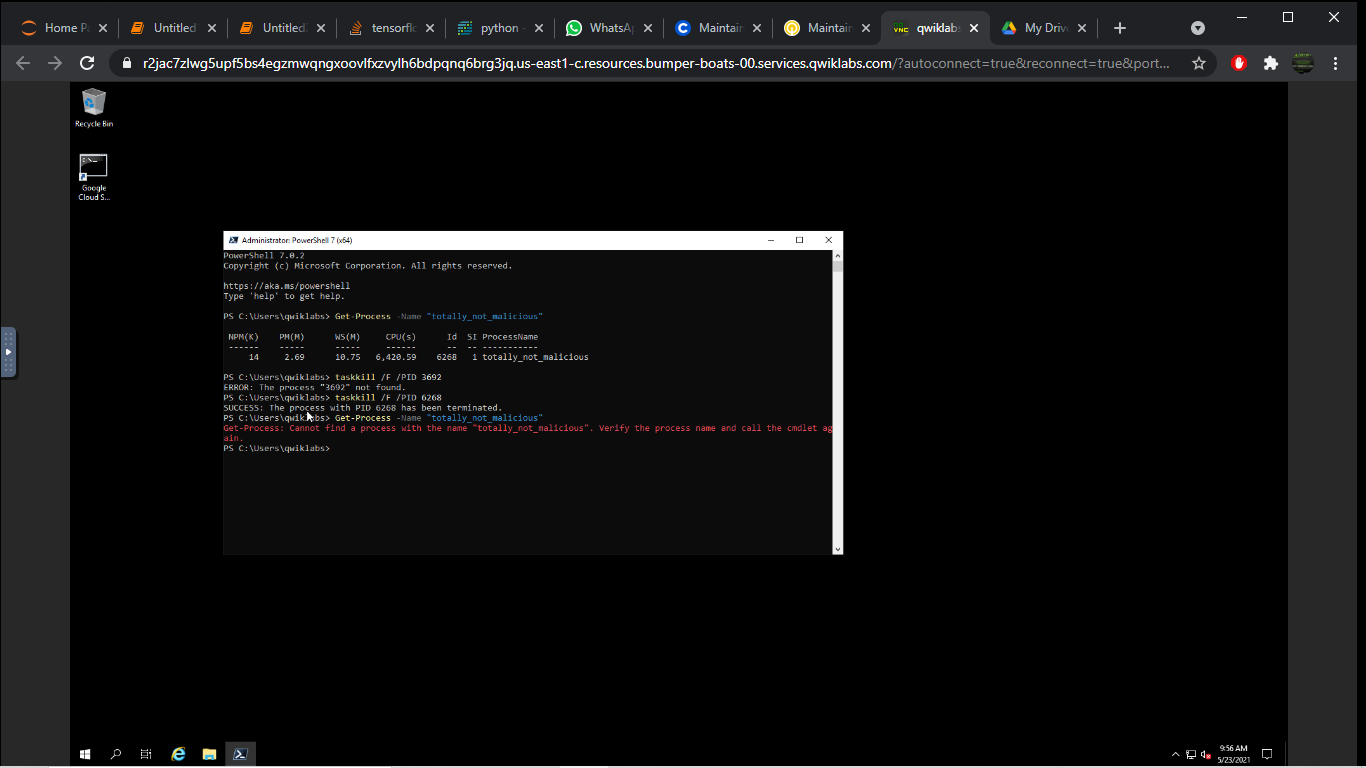 Home P
Untitled
Untitled
tensorfl
python -
WhatsA
Maintain
Maintain
qwiklab
My Driv
r2jac7zlwg5upf5bs4egzmwqngxoovlfxzvylh6bdpqnq6brg3jq.us-east1-c.resources.bumper-boats-00.services.qwiklabs.com/?autoconnect=true&reconnect=true&port...
Recycle Bin
Google
Cloud S...
Administrator: PowerShell 7 (x64)
PowerShell 7.0.2
Copyright (c) Microsoft Corporation. All rights reserved.
https://aka.ms/powershell
Type 'help' to get help.
PS C:\Users\qwiklabs> Get-Process -Name "totally_not_malicious"
NPM(K) PM(M) WS(M) CPU(s) Id SI ProcessName
------ ----- ----- ------ -- -- -----------
14 2.69 10.75 6,420.59 6268 1 totally_not_malicious
PS C:\Users\qwiklabs> taskkill /F /PID 3692
ERROR: The process "3692" not found.
PS C:\Users\qwiklabs> taskkill /F /PID 6268
SUCCESS: The process with PID 6268 has been terminated.
PS C:\Users\qwiklabs> Get-Process -Name "totally_not_malicious"
Get-Process: Cannot find a process with the name "totally_not_malicious". Verify the process name and call the cmdlet ag
ain.
PS C:\Users\qwiklabs>
9:56 AM
5/23/2021